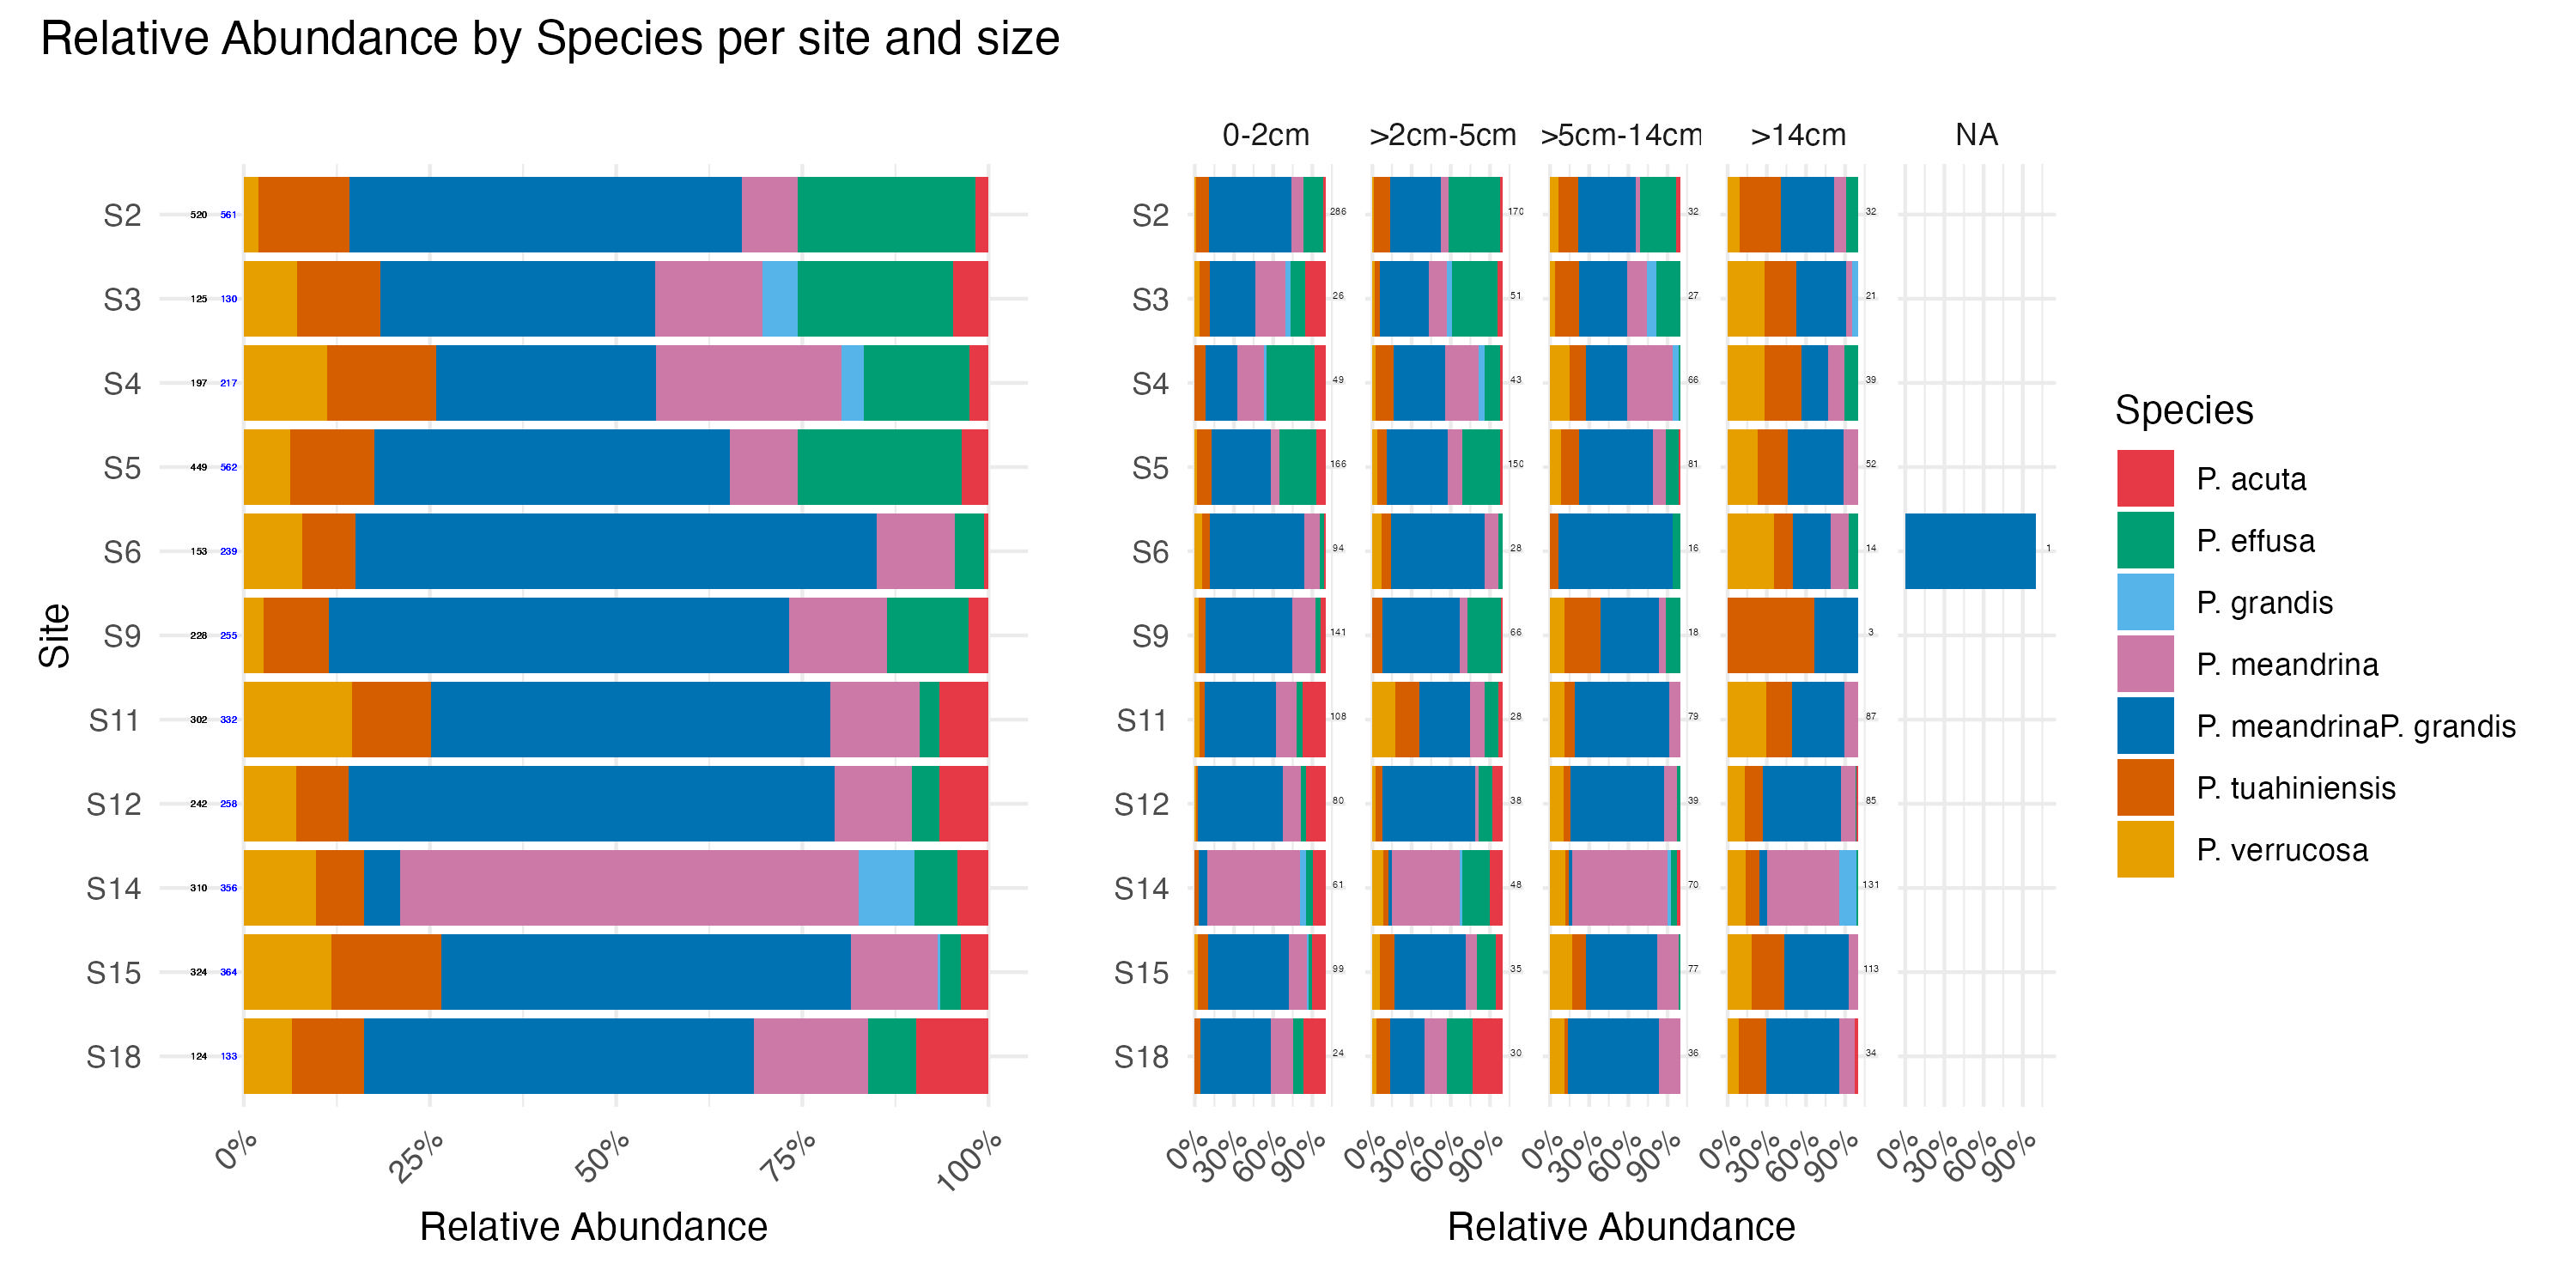 Relative Abundance by Species per site and size
0-2cm >2cm-5cm >5cm-14cm >14cm NA
S2 520 561 S2 286 170 32 32
S3 125 130 S3 26 51 27 21
S4 197 217 S4 49 43 66 39
S5 449 562 S5 166 150 81 52
S6 153 239 S6 94 28 16 14 1
S9 228 255 S9 141 66 18 3
S11 302 332 S11 108 28 79 87
S12 242 258 S12 80 38 39 85
S14 310 356 S14 61 48 70 131
S15 324 364 S15 99 35 77 113
S18 124 133 S18 24 30 36 34
Site
0% 25% 50% 75% 100%
0% 30% 60% 90% 0% 30% 60% 90% 0% 30% 60% 90% 0% 30% 60% 90% 0% 30% 60% 90%
Relative Abundance Relative Abundance
Species
P. acuta
P. effusa
P. grandis
P. meandrina
P. meandrinaP. grandis
P. tuahiniensis
P. verrucosa